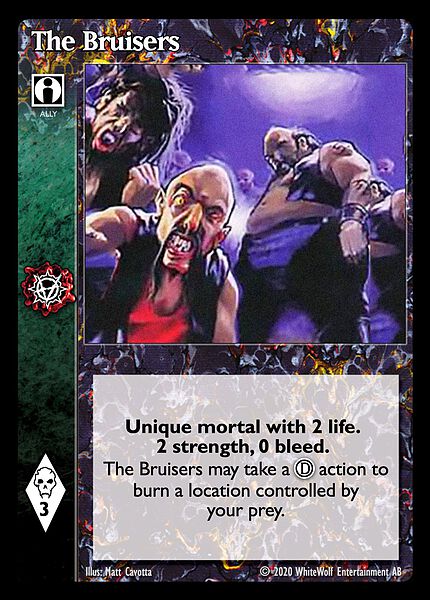 The Bruisers
ALLY
Unique mortal with 2 life.
2 strength, 0 bleed.
The Bruisers may take a Ⓓ action to
burn a location controlled by
your prey.
3
Illus: Matt Cavotta
© 2020 WhiteWolf Entertainment AB